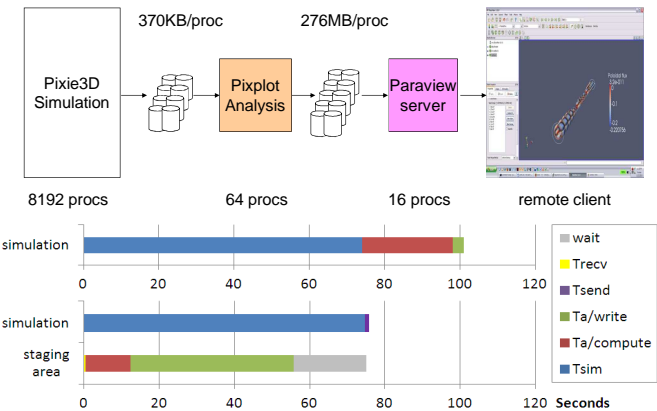 370KB/proc
276MB/proc
Pixie3D
Simulation
Pixplot
Analysis
Paraview
server
8192 procs
64 procs
16 procs
remote client
simulation
0
20
40
60
80
100
120
simulation
staging
area
0
20
40
60
80
100
120
Seconds
wait
Trecv
Tsend
Ta/write
Ta/compute
Tsim